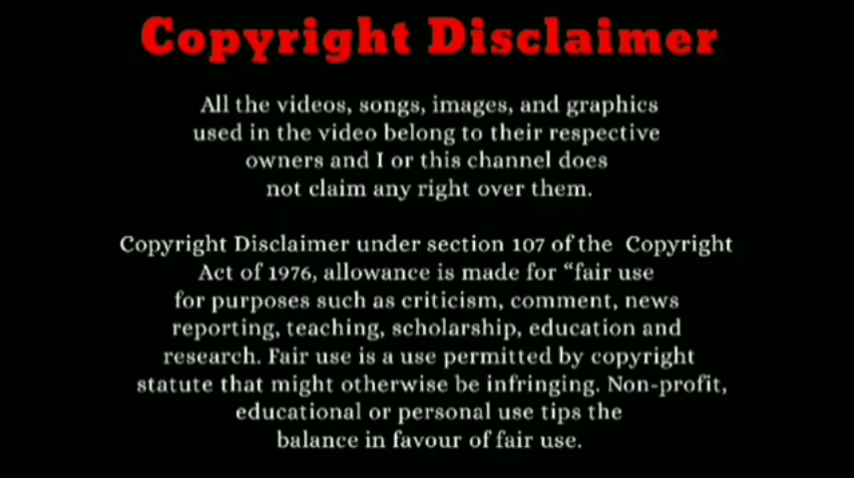 Copyright Disclaimer
All the videos, songs, images, and graphics
used in the video belong to their respective
owners and I or this channel does
not claim any right over them.
Copyright Disclaimer under section 107 of the Copyright
Act of 1976, allowance is made for “fair use
for purposes such as criticism, comment, news
reporting, teaching, scholarship, education and
research. Fair use is a use permitted by copyright
statute that might otherwise be infringing. Non-profit,
educational or personal use tips the
balance in favour of fair use.